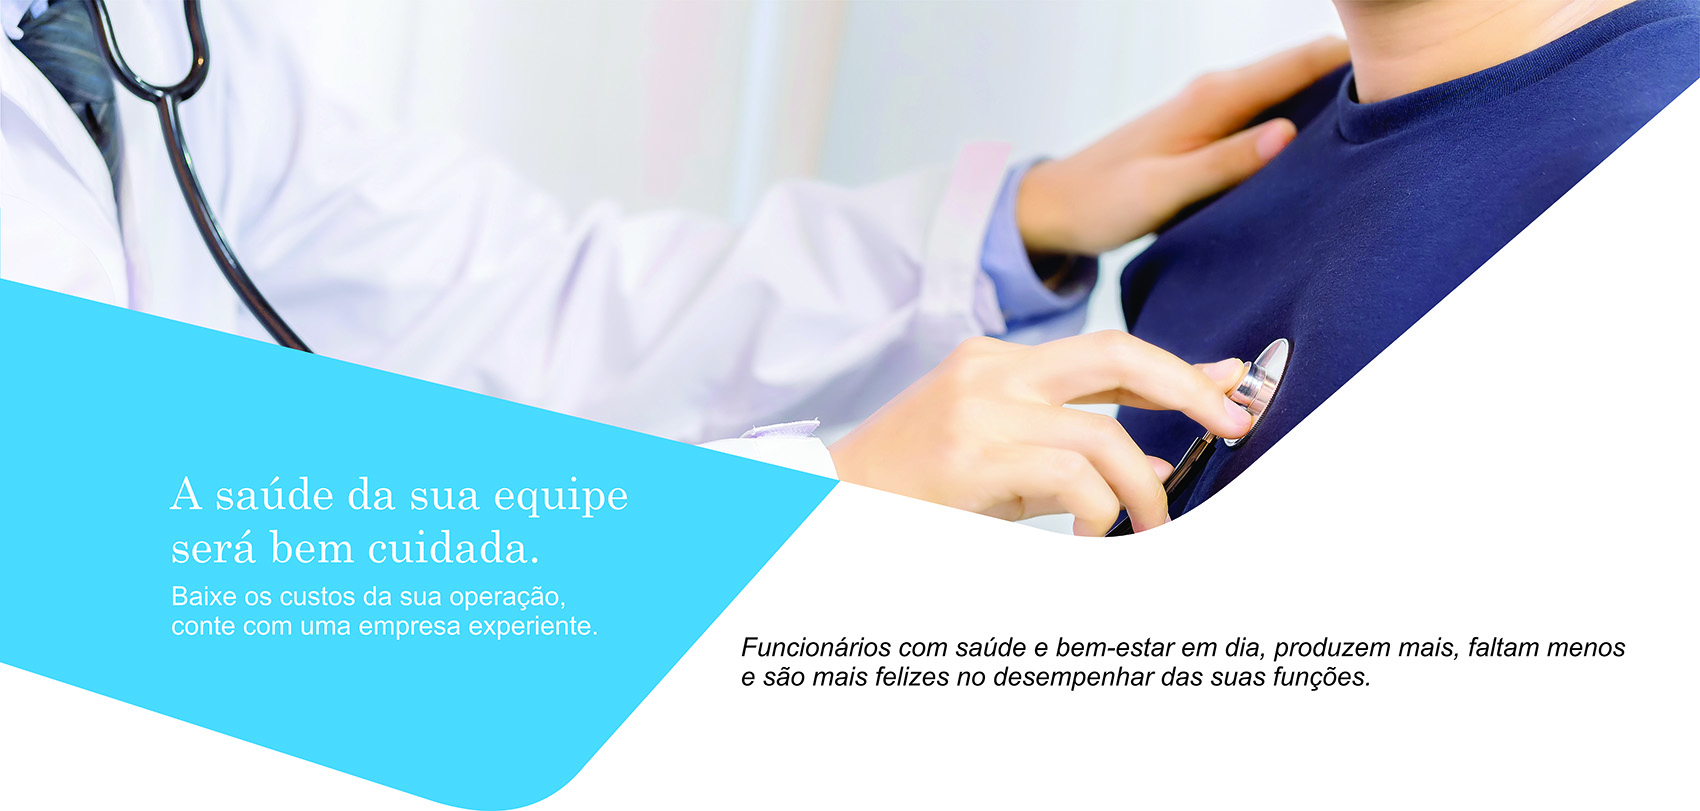 A saúde da sua equipe
será bem cuidada.
Baixe os custos da sua operação,
conte com uma empresa experiente.
Funcionários com saúde e bem-estar em dia, produzem mais, faltam menos
e são mais felizes no desempenhar das suas funções.